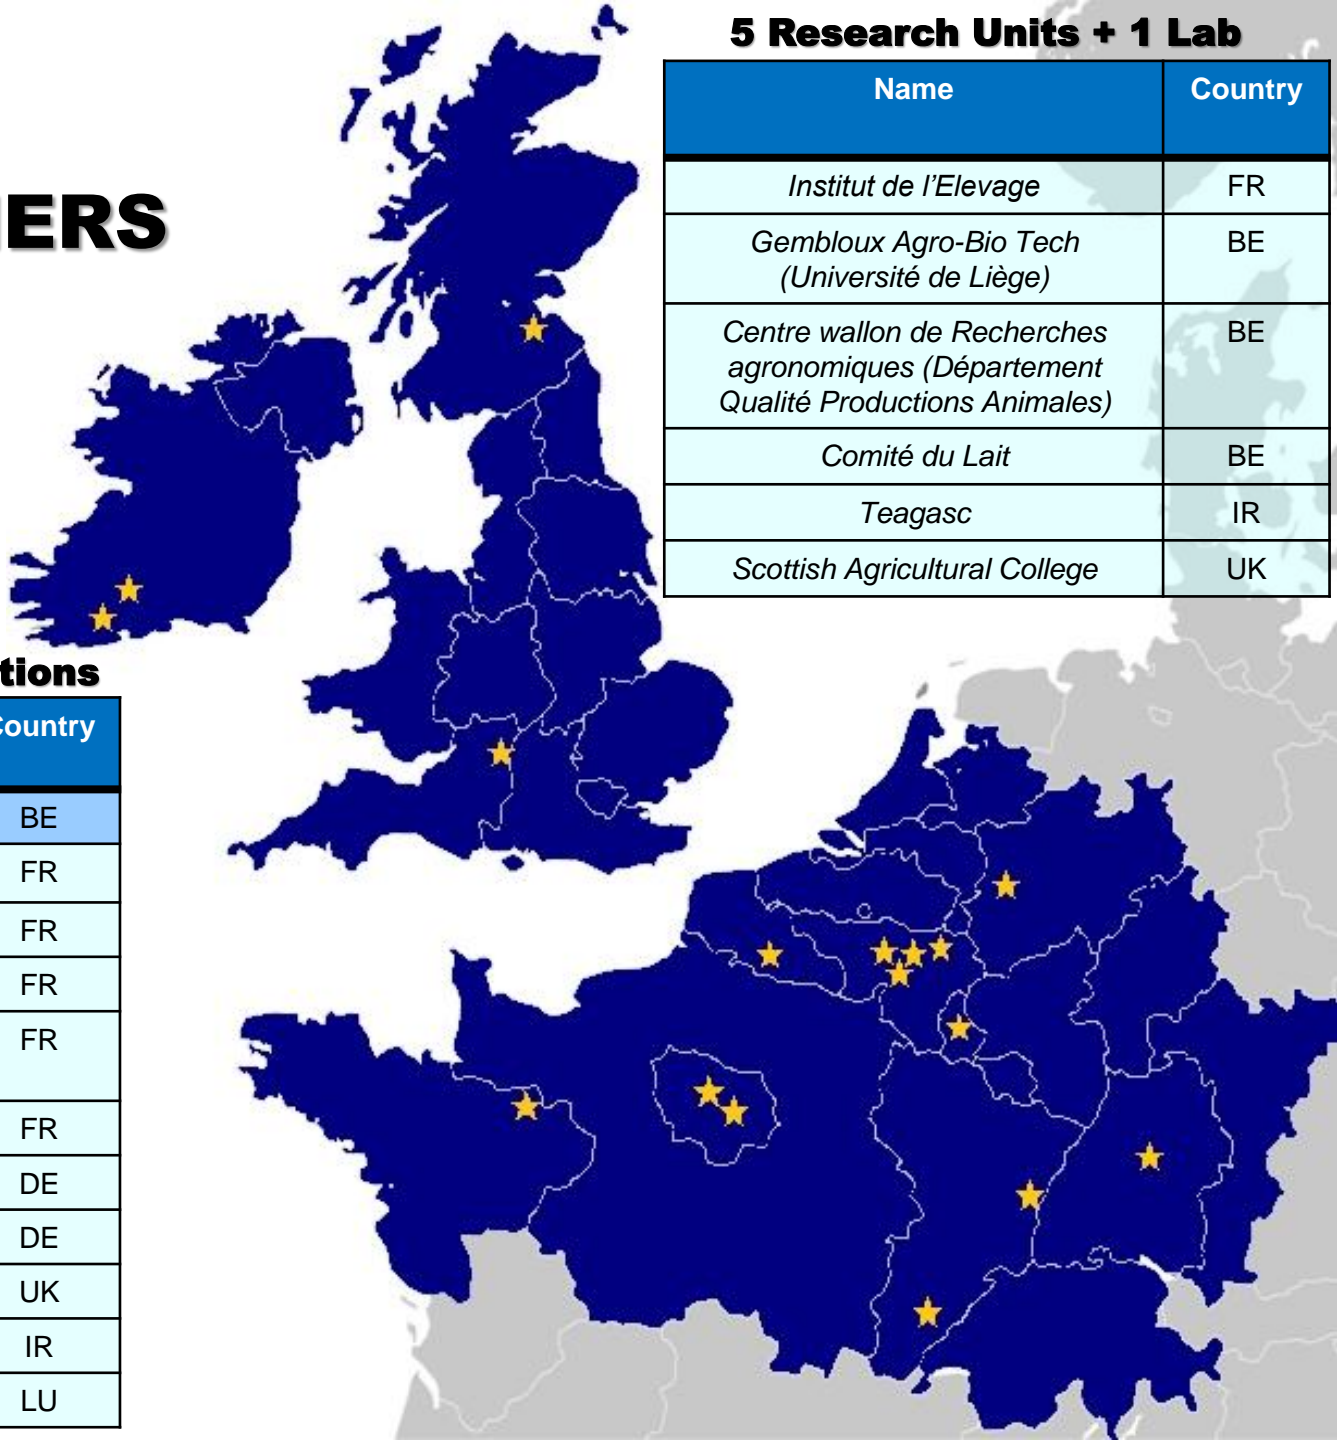 5 Research Units + 1 Lab
Name Country
Institut de l’Elevage FR
Gembloux Agro-Bio Tech
(Université de Liège) BE
Centre wallon de Recherches
agronomiques (Département
Qualité Productions Animales) BE
Comité du Lait BE
Teagasc IR
Scottish Agricultural College UK
ERS
tions
Country
BE
FR
FR
FR
FR
FR
DE
DE
UK
IR
LU